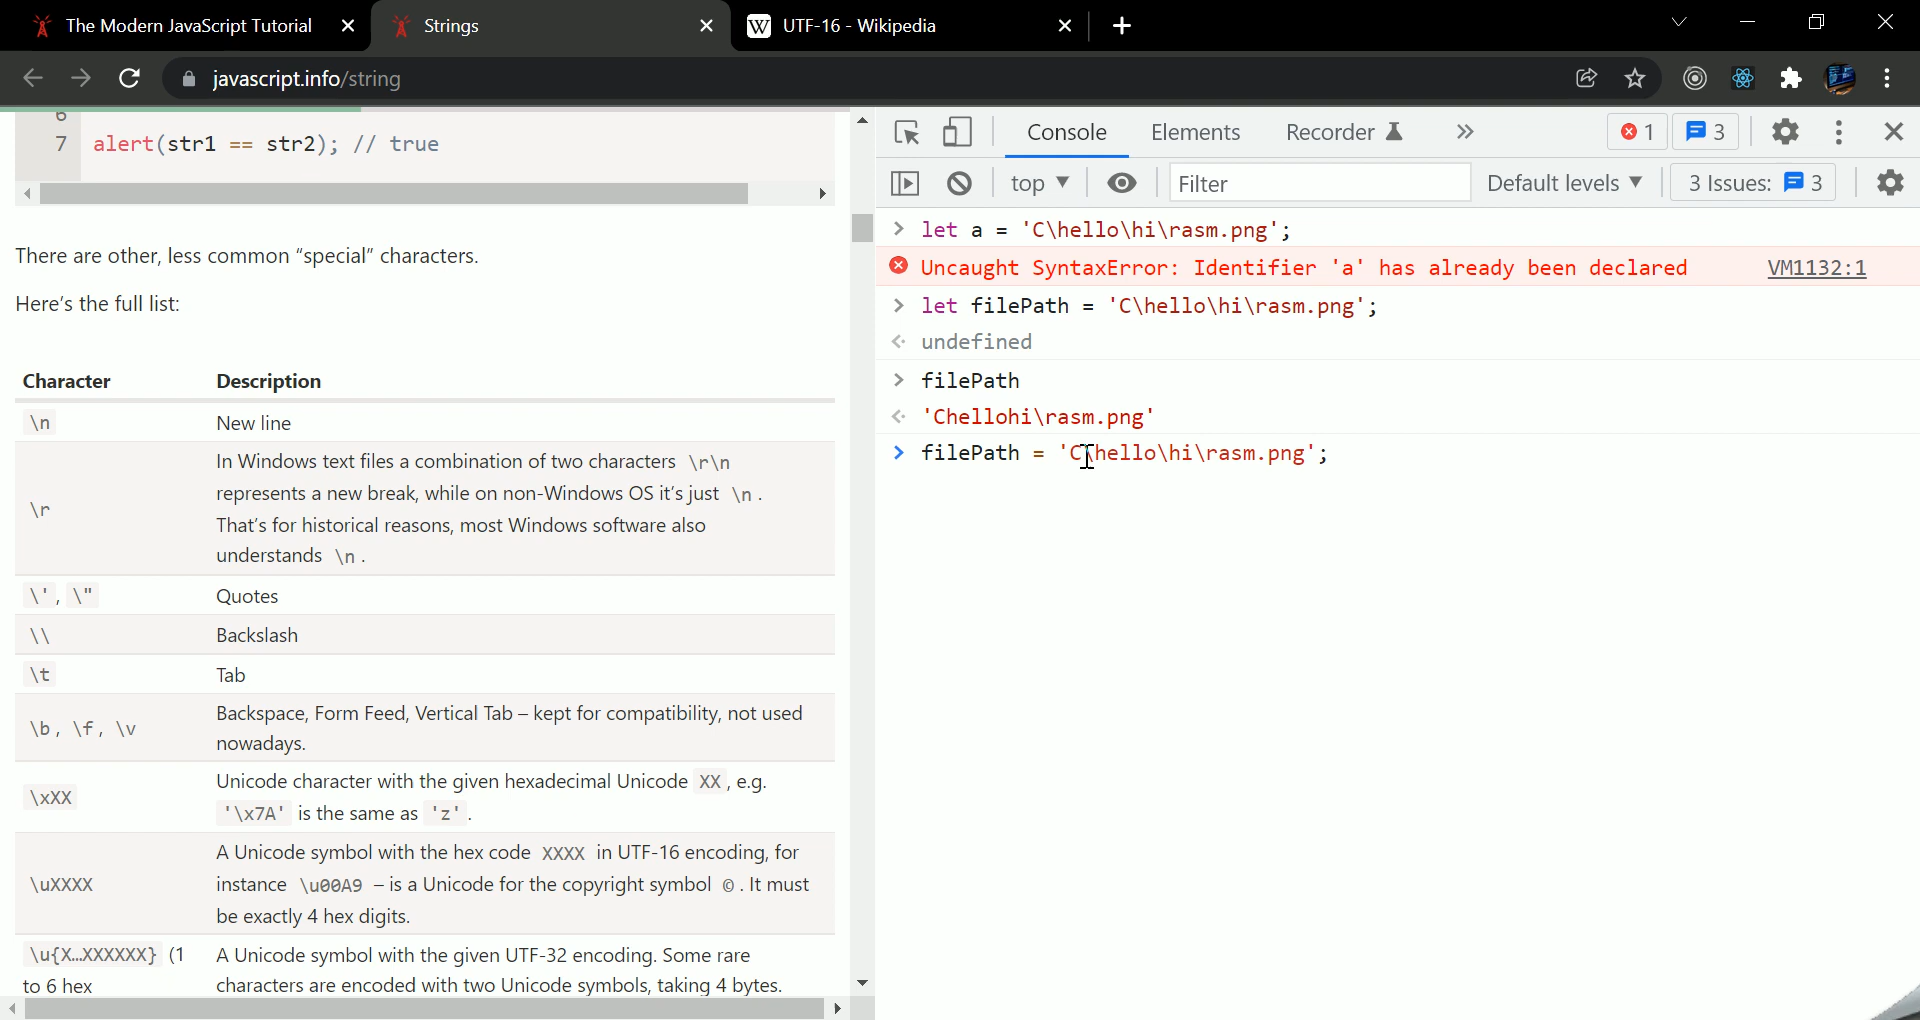 The Modern JavaScript Tutorial
Strings
UTF-16 - Wikipedia
javascript.info/string
6
7 alert(str1 == str2); // true
There are other, less common “special” characters.
Here’s the full list:
Character Description
\n New line
\r In Windows text files a combination of two characters \r\n
represents a new break, while on non-Windows OS it’s just \n .
That’s for historical reasons, most Windows software also
understands \n .
\', \" Quotes
\\ Backslash
\t Tab
\b, \f, \v Backspace, Form Feed, Vertical Tab – kept for compatibility, not used
nowadays.
\xXX Unicode character with the given hexadecimal Unicode XX , e.g.
'\x7A' is the same as 'z' .
\uXXXX A Unicode symbol with the hex code XXXX in UTF-16 encoding, for
instance \u00A9 – is a Unicode for the copyright symbol © . It must
be exactly 4 hex digits.
\u{X…XXXXXX} (1 A Unicode symbol with the given UTF-32 encoding. Some rare
to 6 hex characters are encoded with two Unicode symbols, taking 4 bytes.
Console Elements Recorder 1 3
top Filter Default levels 3 Issues: 3
> let a = 'C\hello\hi\rasm.png';
Uncaught SyntaxError: Identifier 'a' has already been declared VM1132:1
> let filePath = 'C\hello\hi\rasm.png';
undefined
> filePath
'Chellohi\rasm.png'
> filePath = 'C\hello\hi\rasm.png';